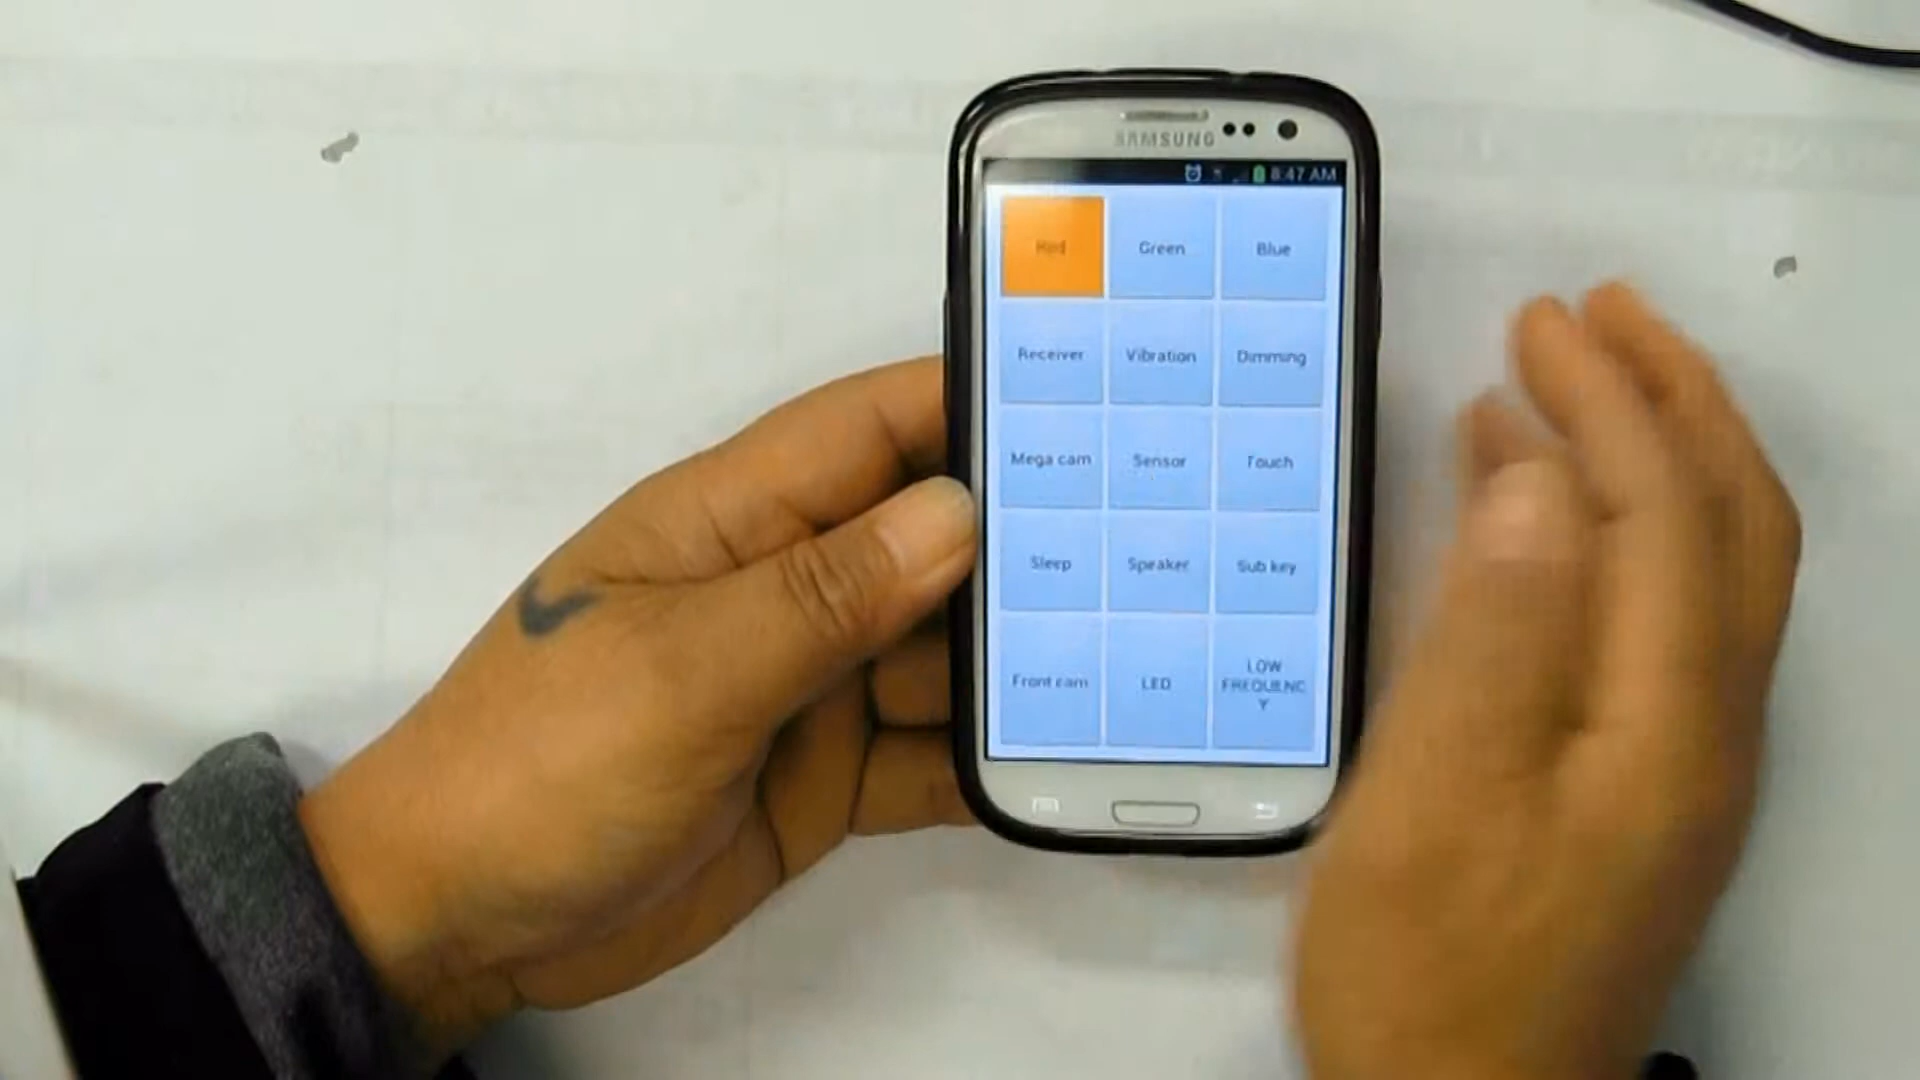 SAMSUNG
8:47 AM
Red Green Blue
Receiver Vibration Dimming
Mega cam Sensor Touch
Sleep Speaker Sub key
Front cam LED LOW
FREQUENC
Y